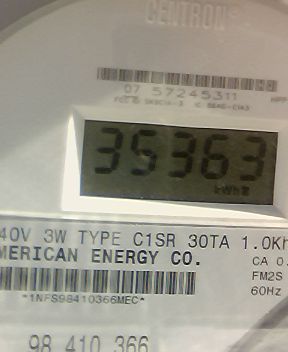 CENTRON®
07 57245311
35363
kWh
40V 3W TYPE C1SR 30TA 1.0Kh
MERICAN ENERGY CO.
CA 0.
FM2S
60Hz
*1NFS98410366MEC*
98 410 366